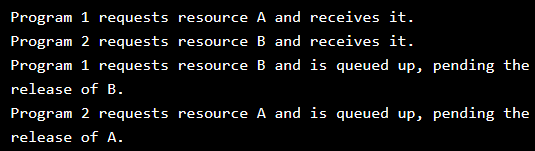 Program 1 requests resource A and receives it.
Program 2 requests resource B and receives it.
Program 1 requests resource B and is queued up, pending the
release of B.
Program 2 requests resource A and is queued up, pending the
release of A.